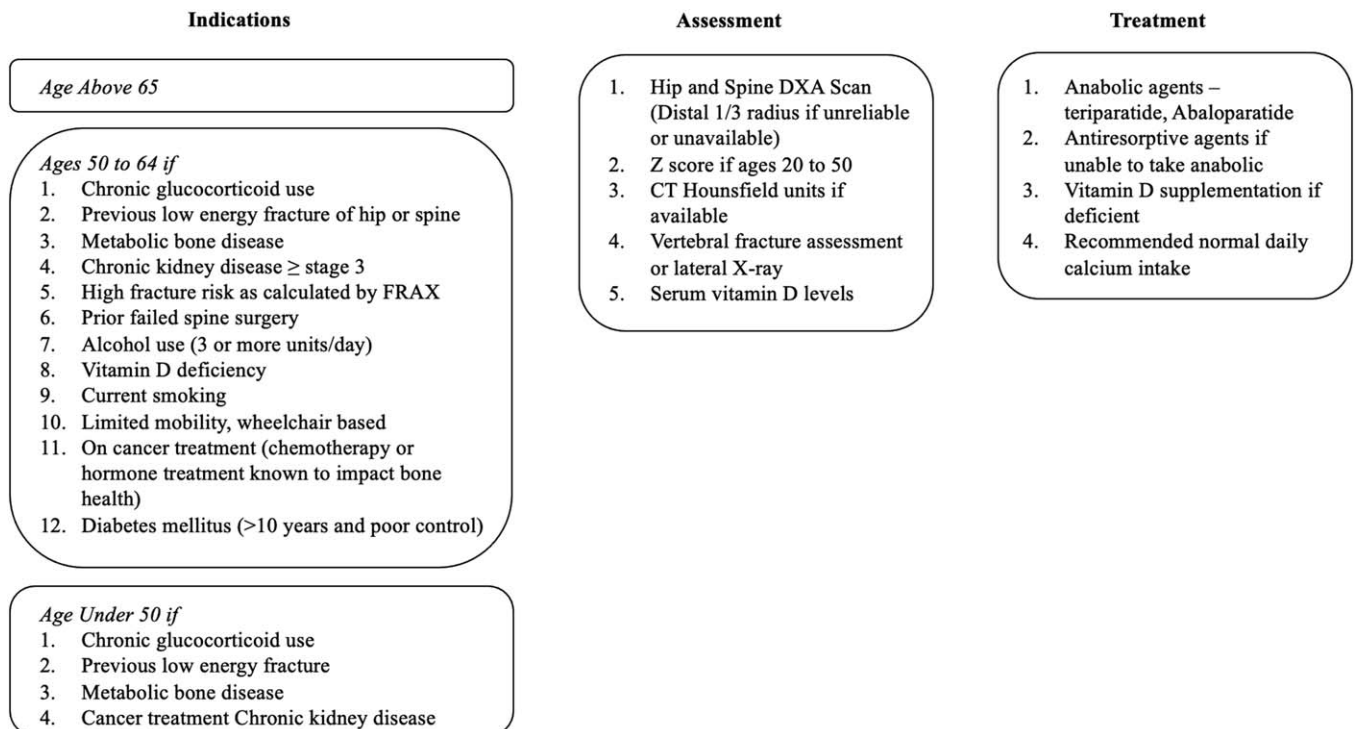 Indications
Age Above 65
Ages 50 to 64 if
1. Chronic glucocorticoid use
2. Previous low energy fracture of hip or spine
3. Metabolic bone disease
4. Chronic kidney disease ≥ stage 3
5. High fracture risk as calculated by FRAX
6. Prior failed spine surgery
7. Alcohol use (3 or more units/day)
8. Vitamin D deficiency
9. Current smoking
10. Limited mobility, wheelchair based
11. On cancer treatment (chemotherapy or
hormone treatment known to impact bone
health)
12. Diabetes mellitus (>10 years and poor control)
Age Under 50 if
1. Chronic glucocorticoid use
2. Previous low energy fracture
3. Metabolic bone disease
4. Cancer treatment Chronic kidney disease
Assessment
1. Hip and Spine DXA Scan
(Distal 1/3 radius if unreliable
or unavailable)
2. Z score if ages 20 to 50
3. CT Hounsfield units if
available
4. Vertebral fracture assessment
or lateral X-ray
5. Serum vitamin D levels
Treatment
1. Anabolic agents –
teriparatide, Abaloparatide
2. Antiresorptive agents if
unable to take anabolic
3. Vitamin D supplementation if
deficient
4. Recommended normal daily
calcium intake